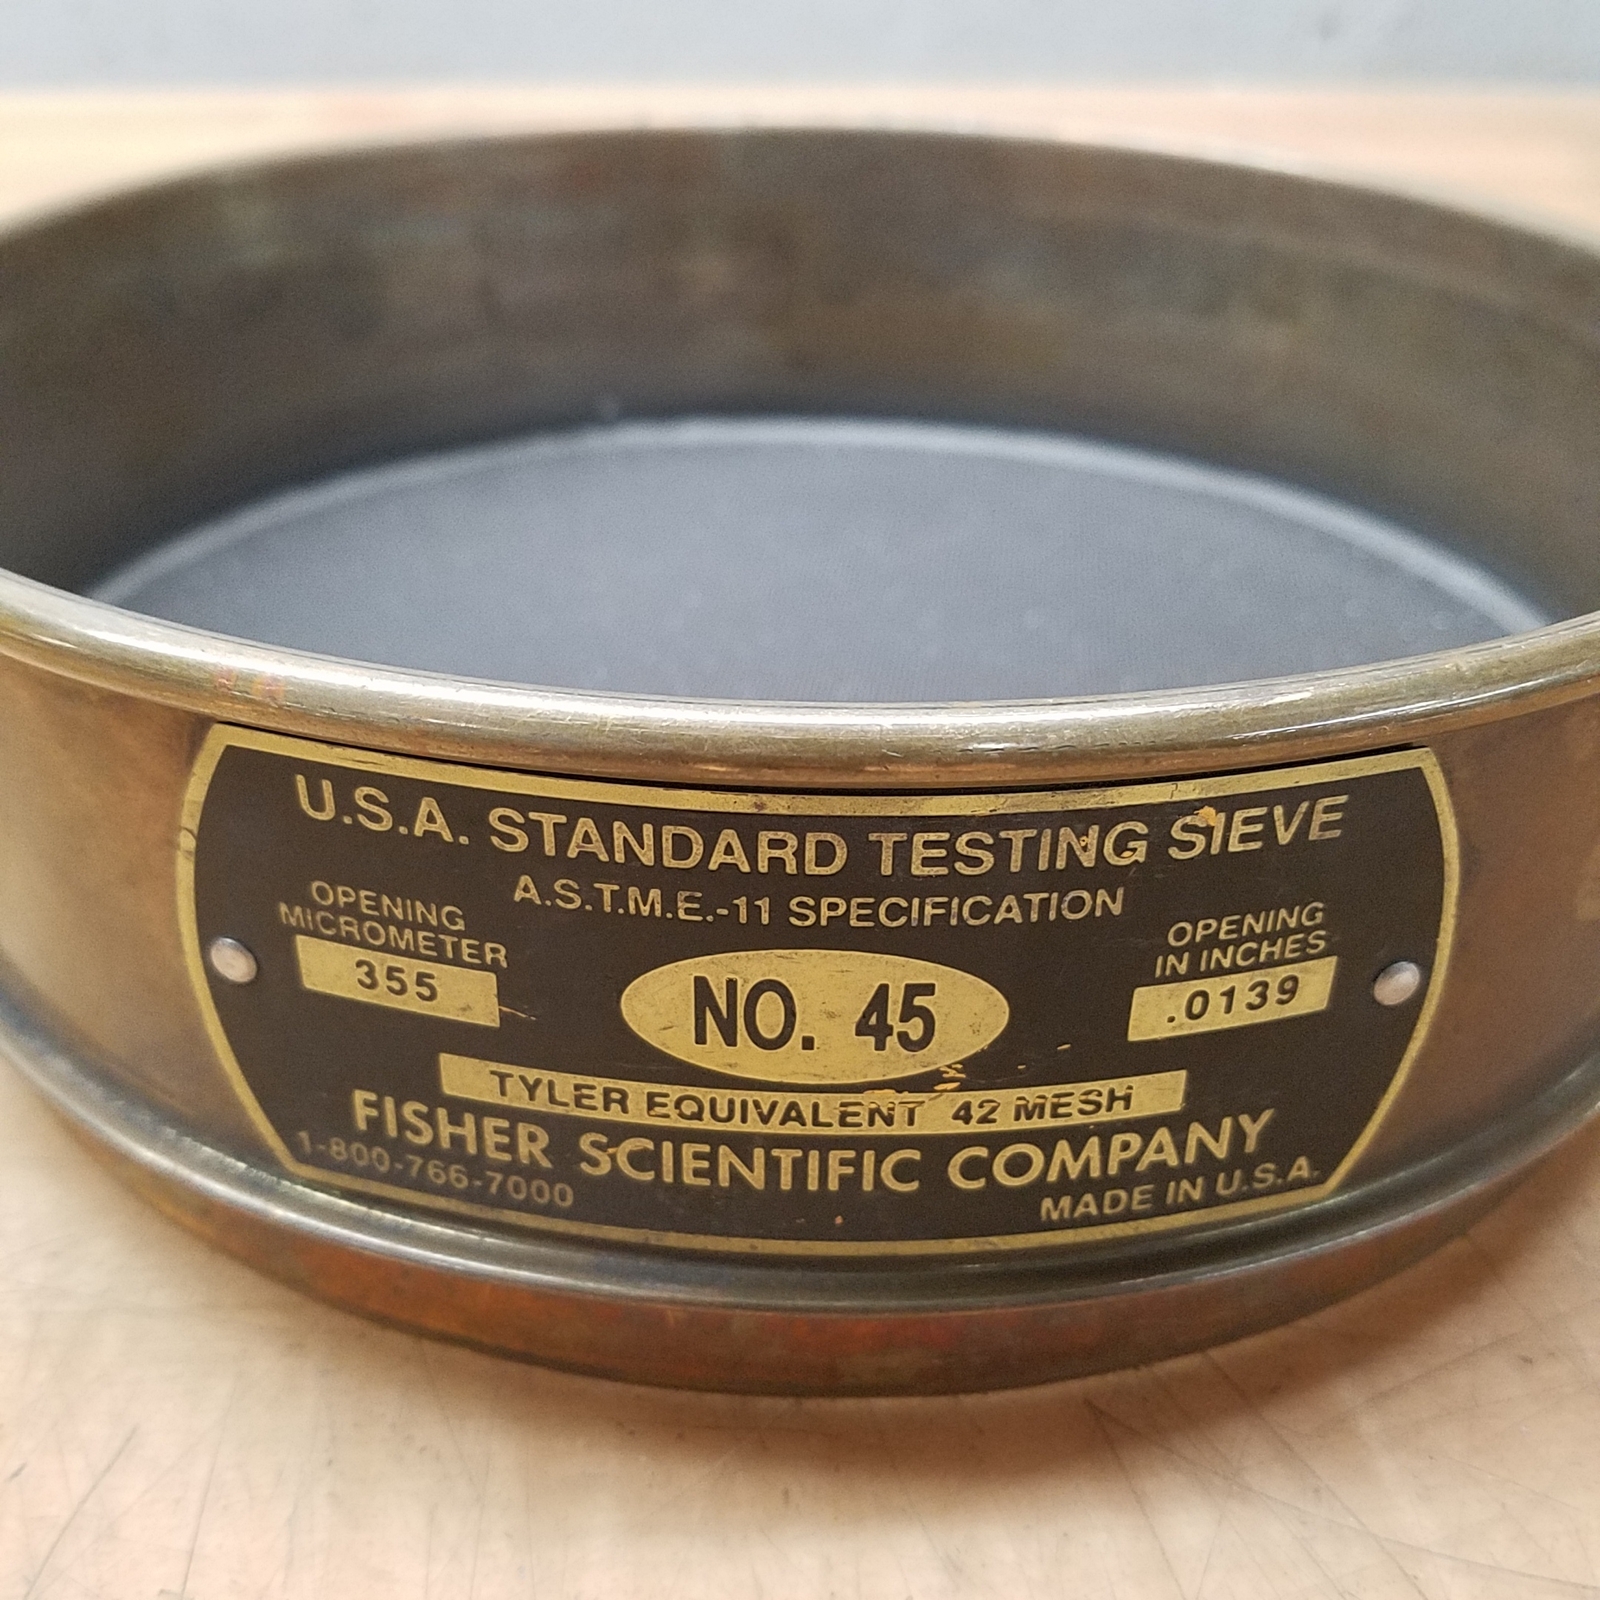 U.S.A. STANDARD TESTING SIEVE
A.S.T.M.E.-11 SPECIFICATION
OPENING
MICROMETER
355
NO. 45
OPENING
IN INCHES
.0139
TYLER EQUIVALENT 42 MESH
FISHER SCIENTIFIC COMPANY
1-800-766-7000
MADE IN U.S.A.